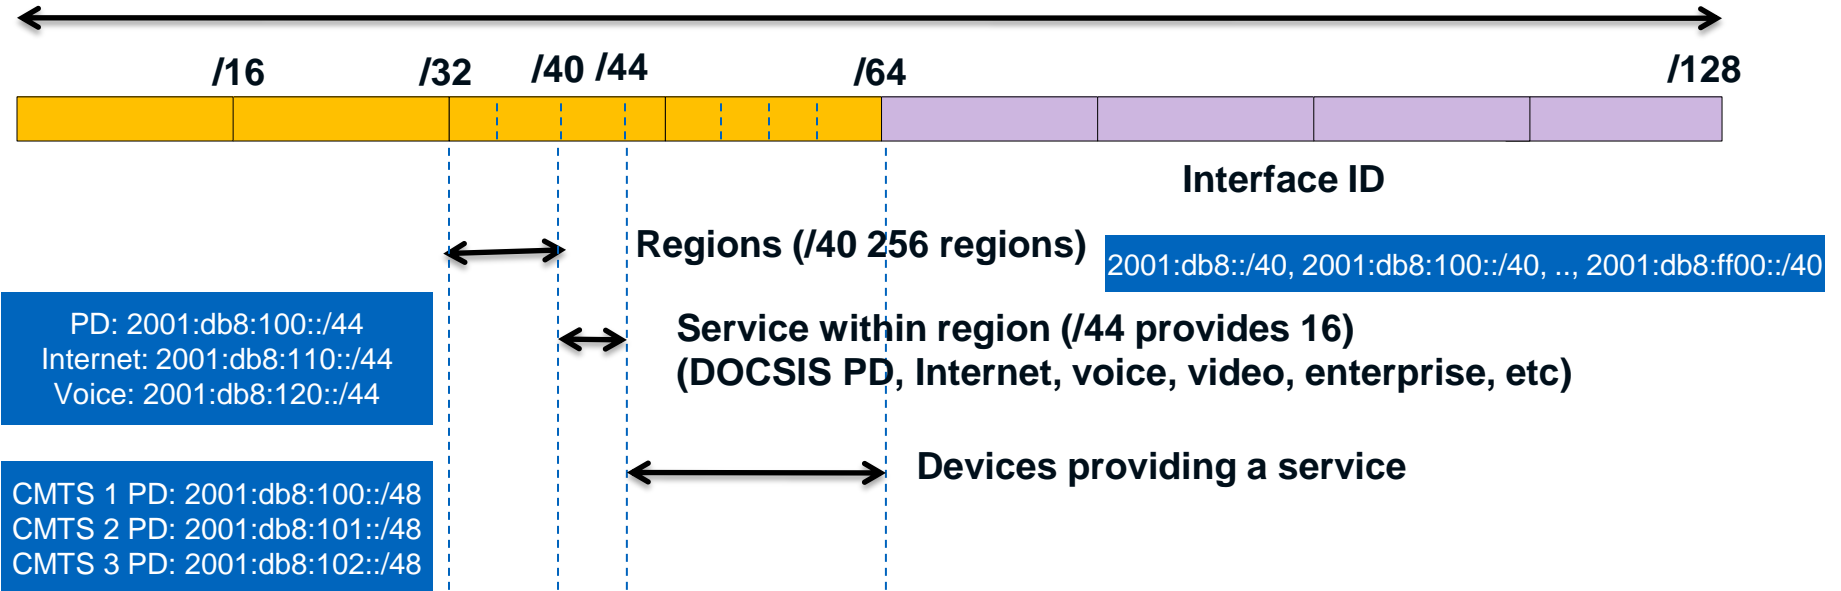 /16
/32
/40
/44
/64
/128
Interface ID
Regions (/40 256 regions)
2001:db8::/40, 2001:db8:100::/40, .., 2001:db8:ff00::/40
PD: 2001:db8:100::/44
Internet: 2001:db8:110::/44
Voice: 2001:db8:120::/44
Service within region (/44 provides 16)
(DOCSIS PD, Internet, voice, video, enterprise, etc)
Devices providing a service
CMTS 1 PD: 2001:db8:100::/48
CMTS 2 PD: 2001:db8:101::/48
CMTS 3 PD: 2001:db8:102::/48